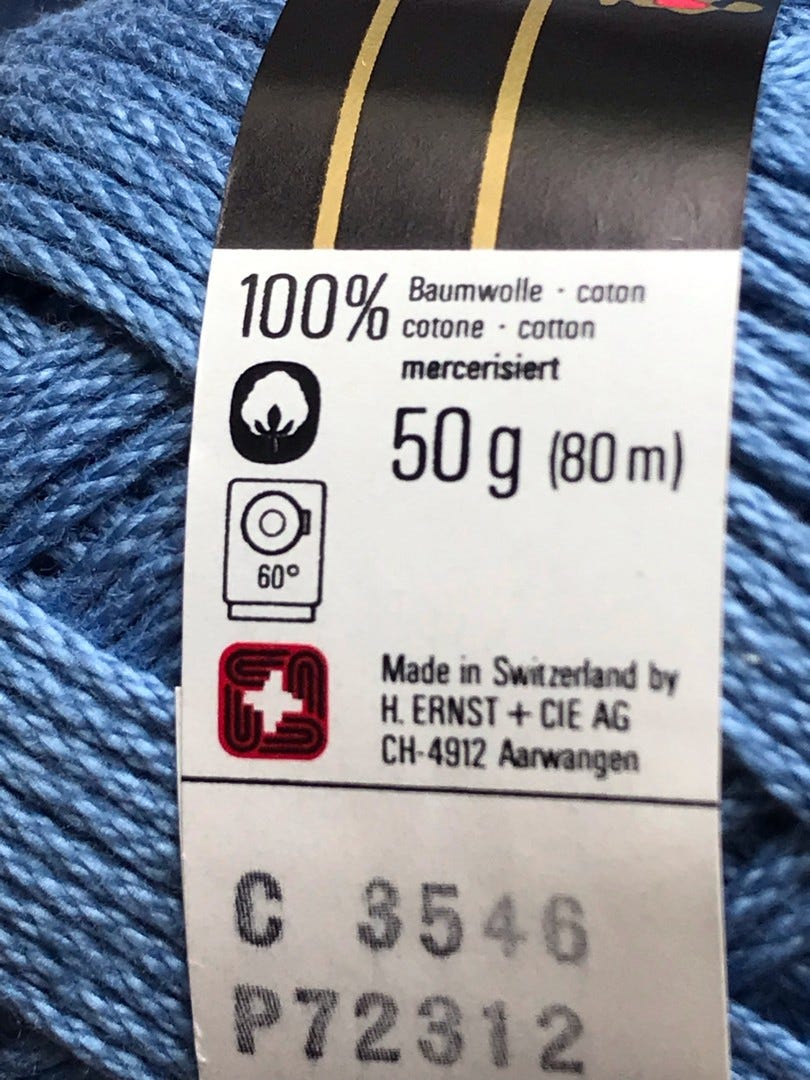 100% Baumwolle · coton
cotone · cotton
mercerisiert
50 g (80 m)
60°
Made in Switzerland by
H. ERNST + CIE AG
CH-4912 Aarwangen
C 3546
P72312